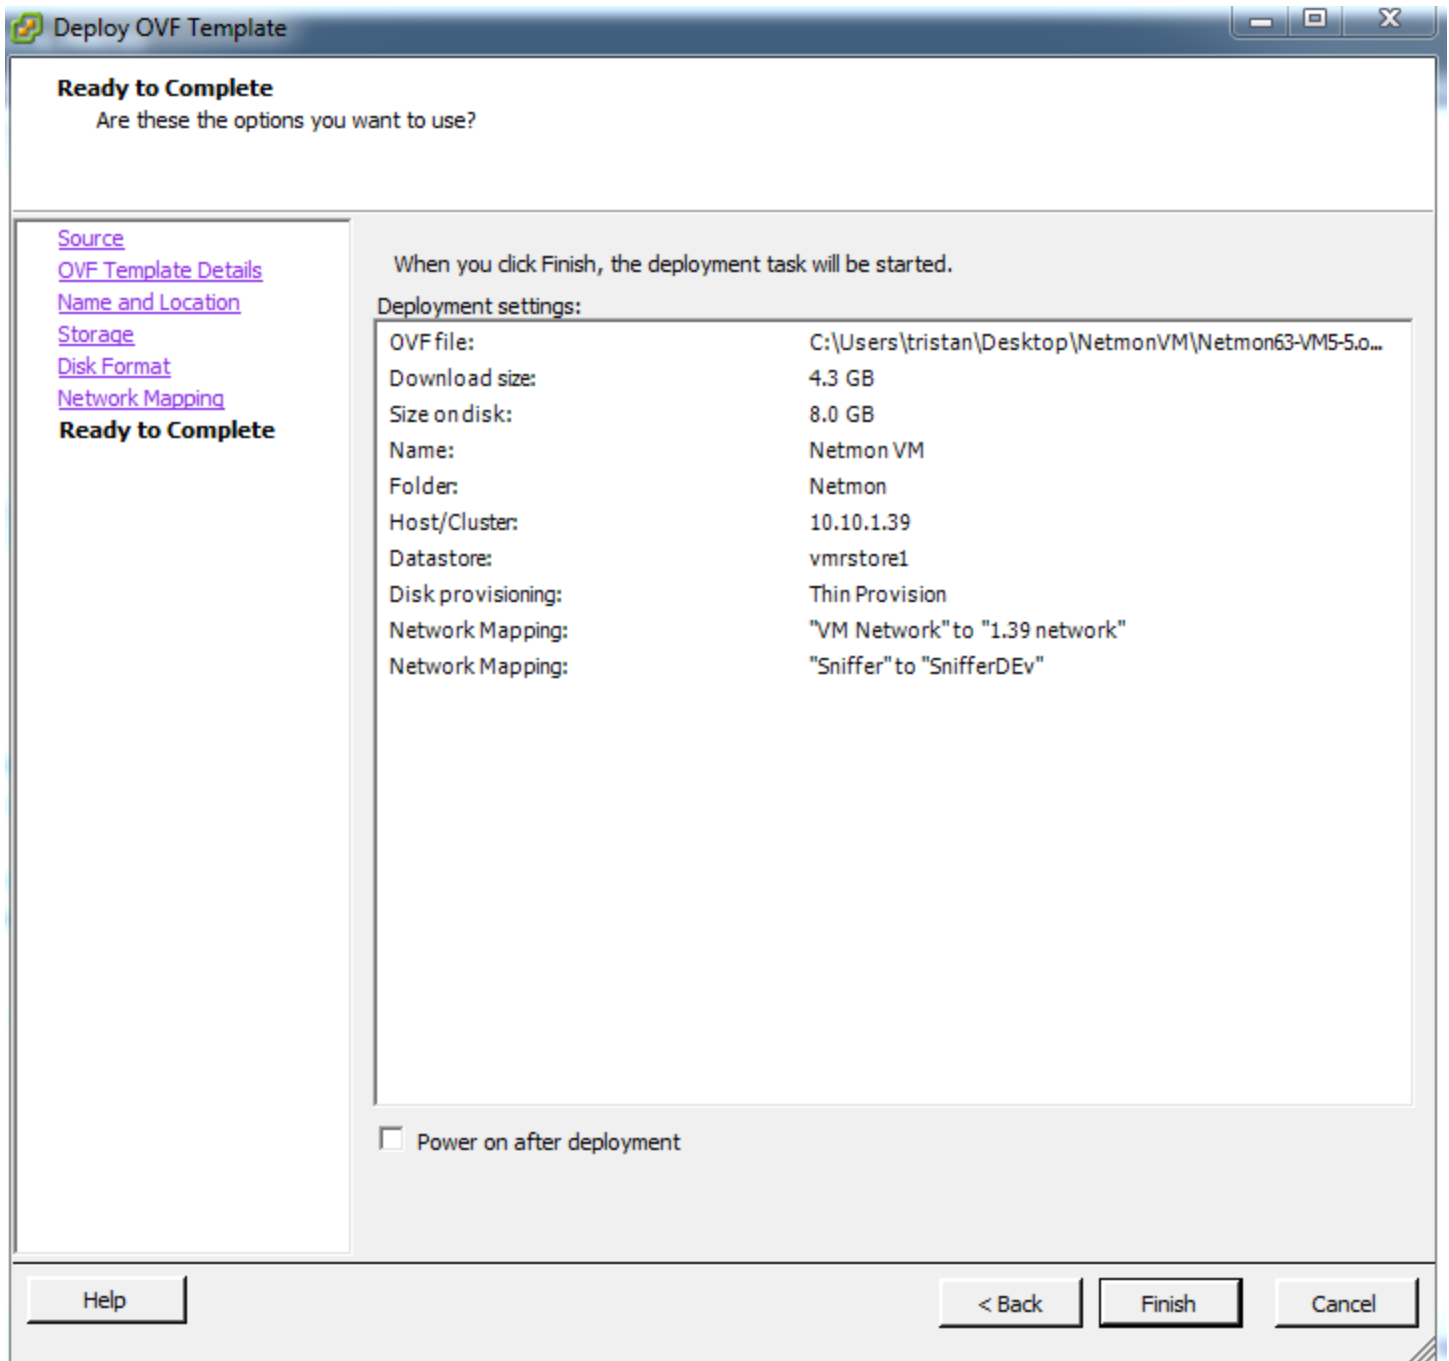 Deploy OVF Template
Ready to Complete
Are these the options you want to use?
Source
OVF Template Details
Name and Location
Storage
Disk Format
Network Mapping
Ready to Complete
When you click Finish, the deployment task will be started.
Deployment settings:
OVF file: C:\Users\tristan\Desktop\NetmonVM\Netmon63-VM5-5.o...
Download size: 4.3 GB
Size on disk: 8.0 GB
Name: Netmon VM
Folder: Netmon
Host/Cluster: 10.10.1.39
Datastore: vmrstore1
Disk provisioning: Thin Provision
Network Mapping: "VM Network" to "1.39 network"
Network Mapping: "Sniffer" to "SnifferDEv"
Power on after deployment
Help < Back Finish Cancel